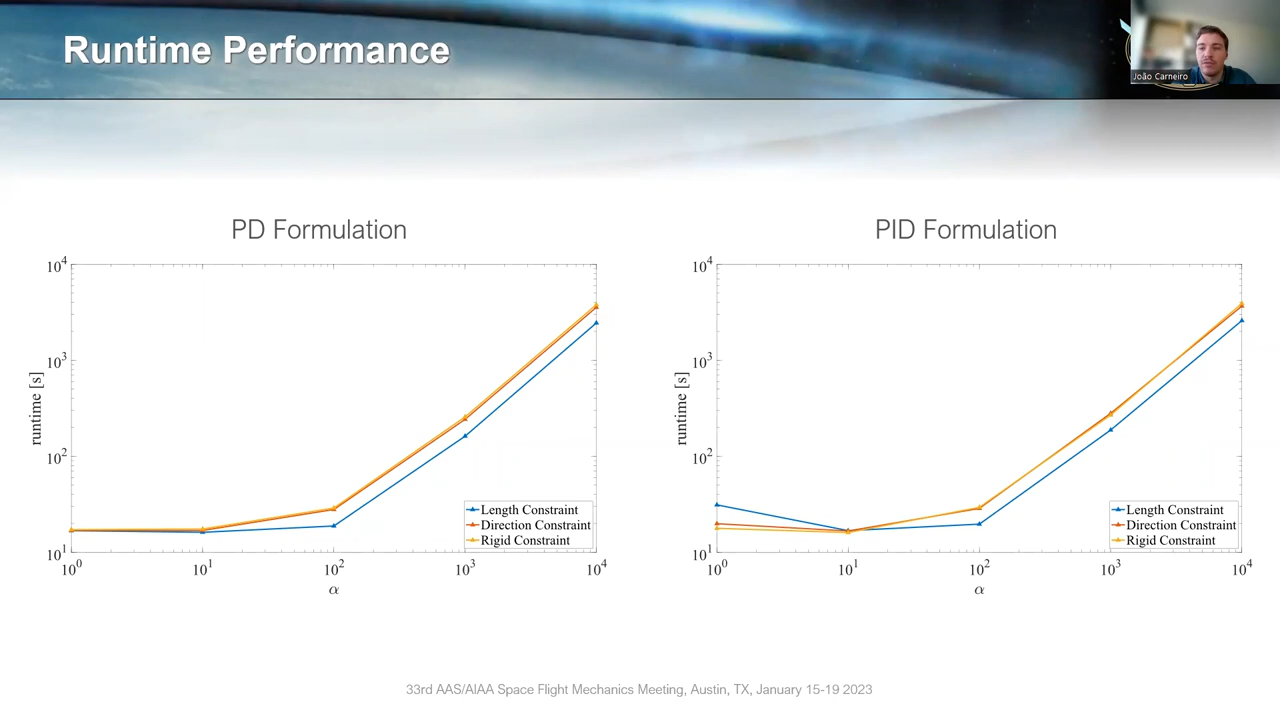 Runtime Performance
João Carneiro
PD Formulation
10^4
10^3
10^2
10^1
runtime [s]
Length Constraint
Direction Constraint
Rigid Constraint
10^0 10^1 10^2 10^3 10^4
α
PID Formulation
10^4
10^3
10^2
10^1
runtime [s]
Length Constraint
Direction Constraint
Rigid Constraint
10^0 10^1 10^2 10^3 10^4
α
33rd AAS/AIAA Space Flight Mechanics Meeting, Austin, TX, January 15-19 2023